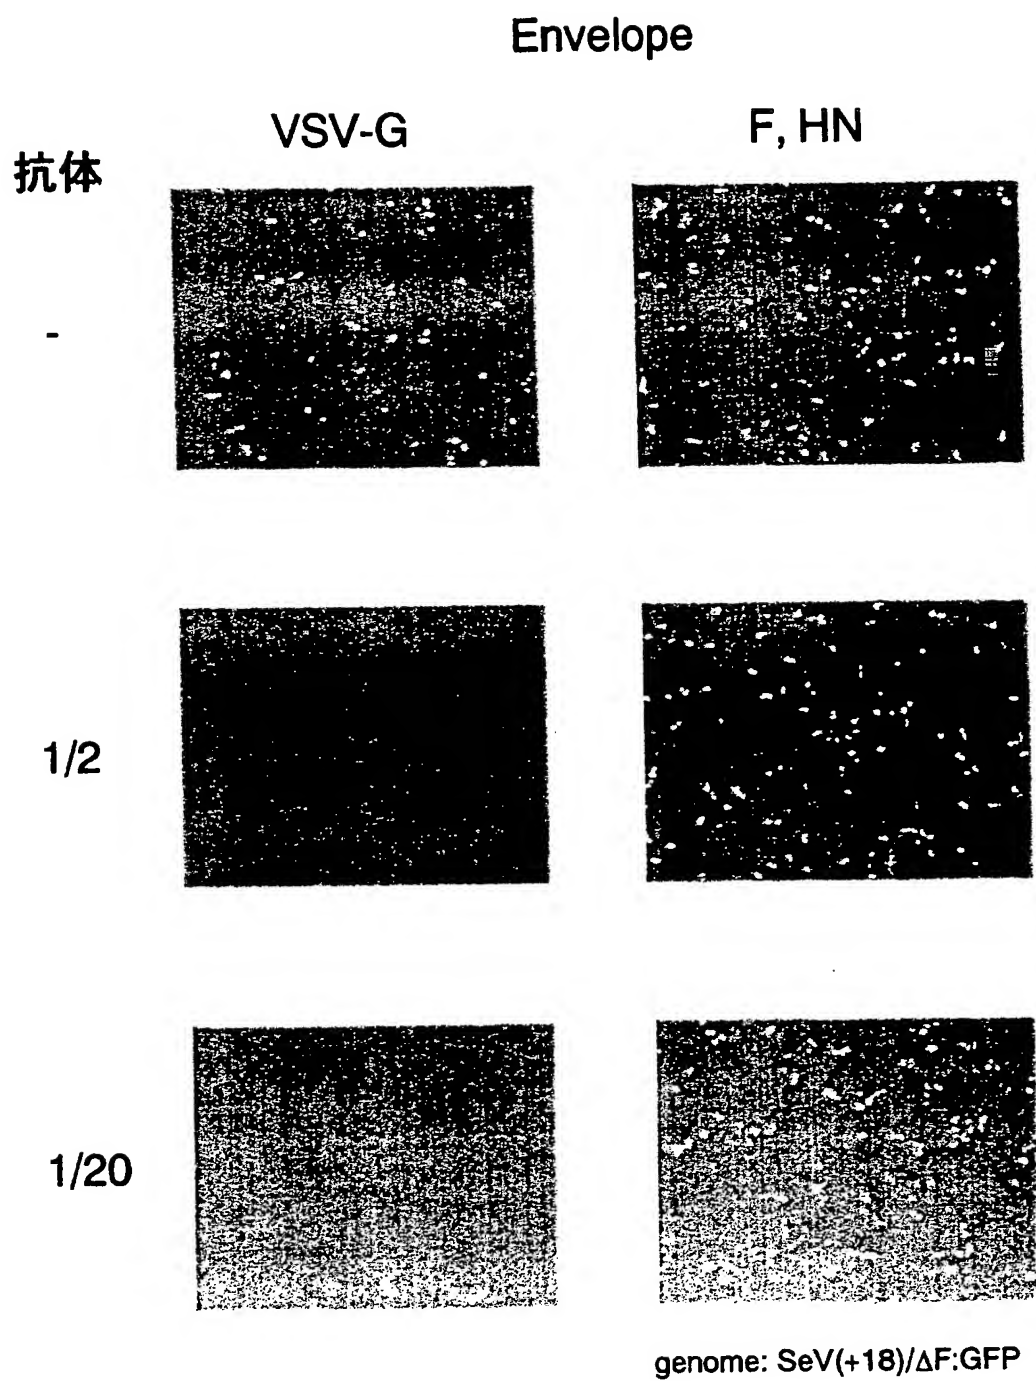 Envelope
VSV-G
F, HN
抗体
-
1/2
1/20
genome: SeV(+18)/ΔF:GFP